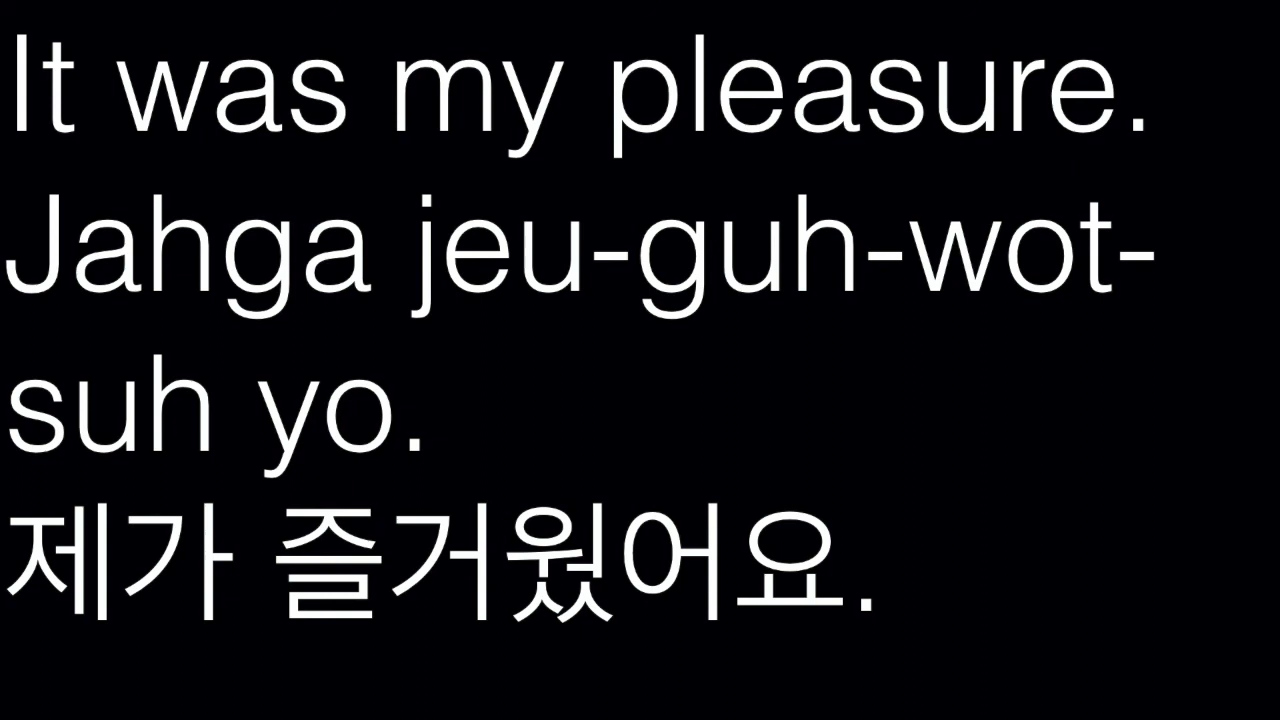 It was my pleasure.
Jahga jeu-guh-wot-
suh yo.
제가 즐거웠어요.